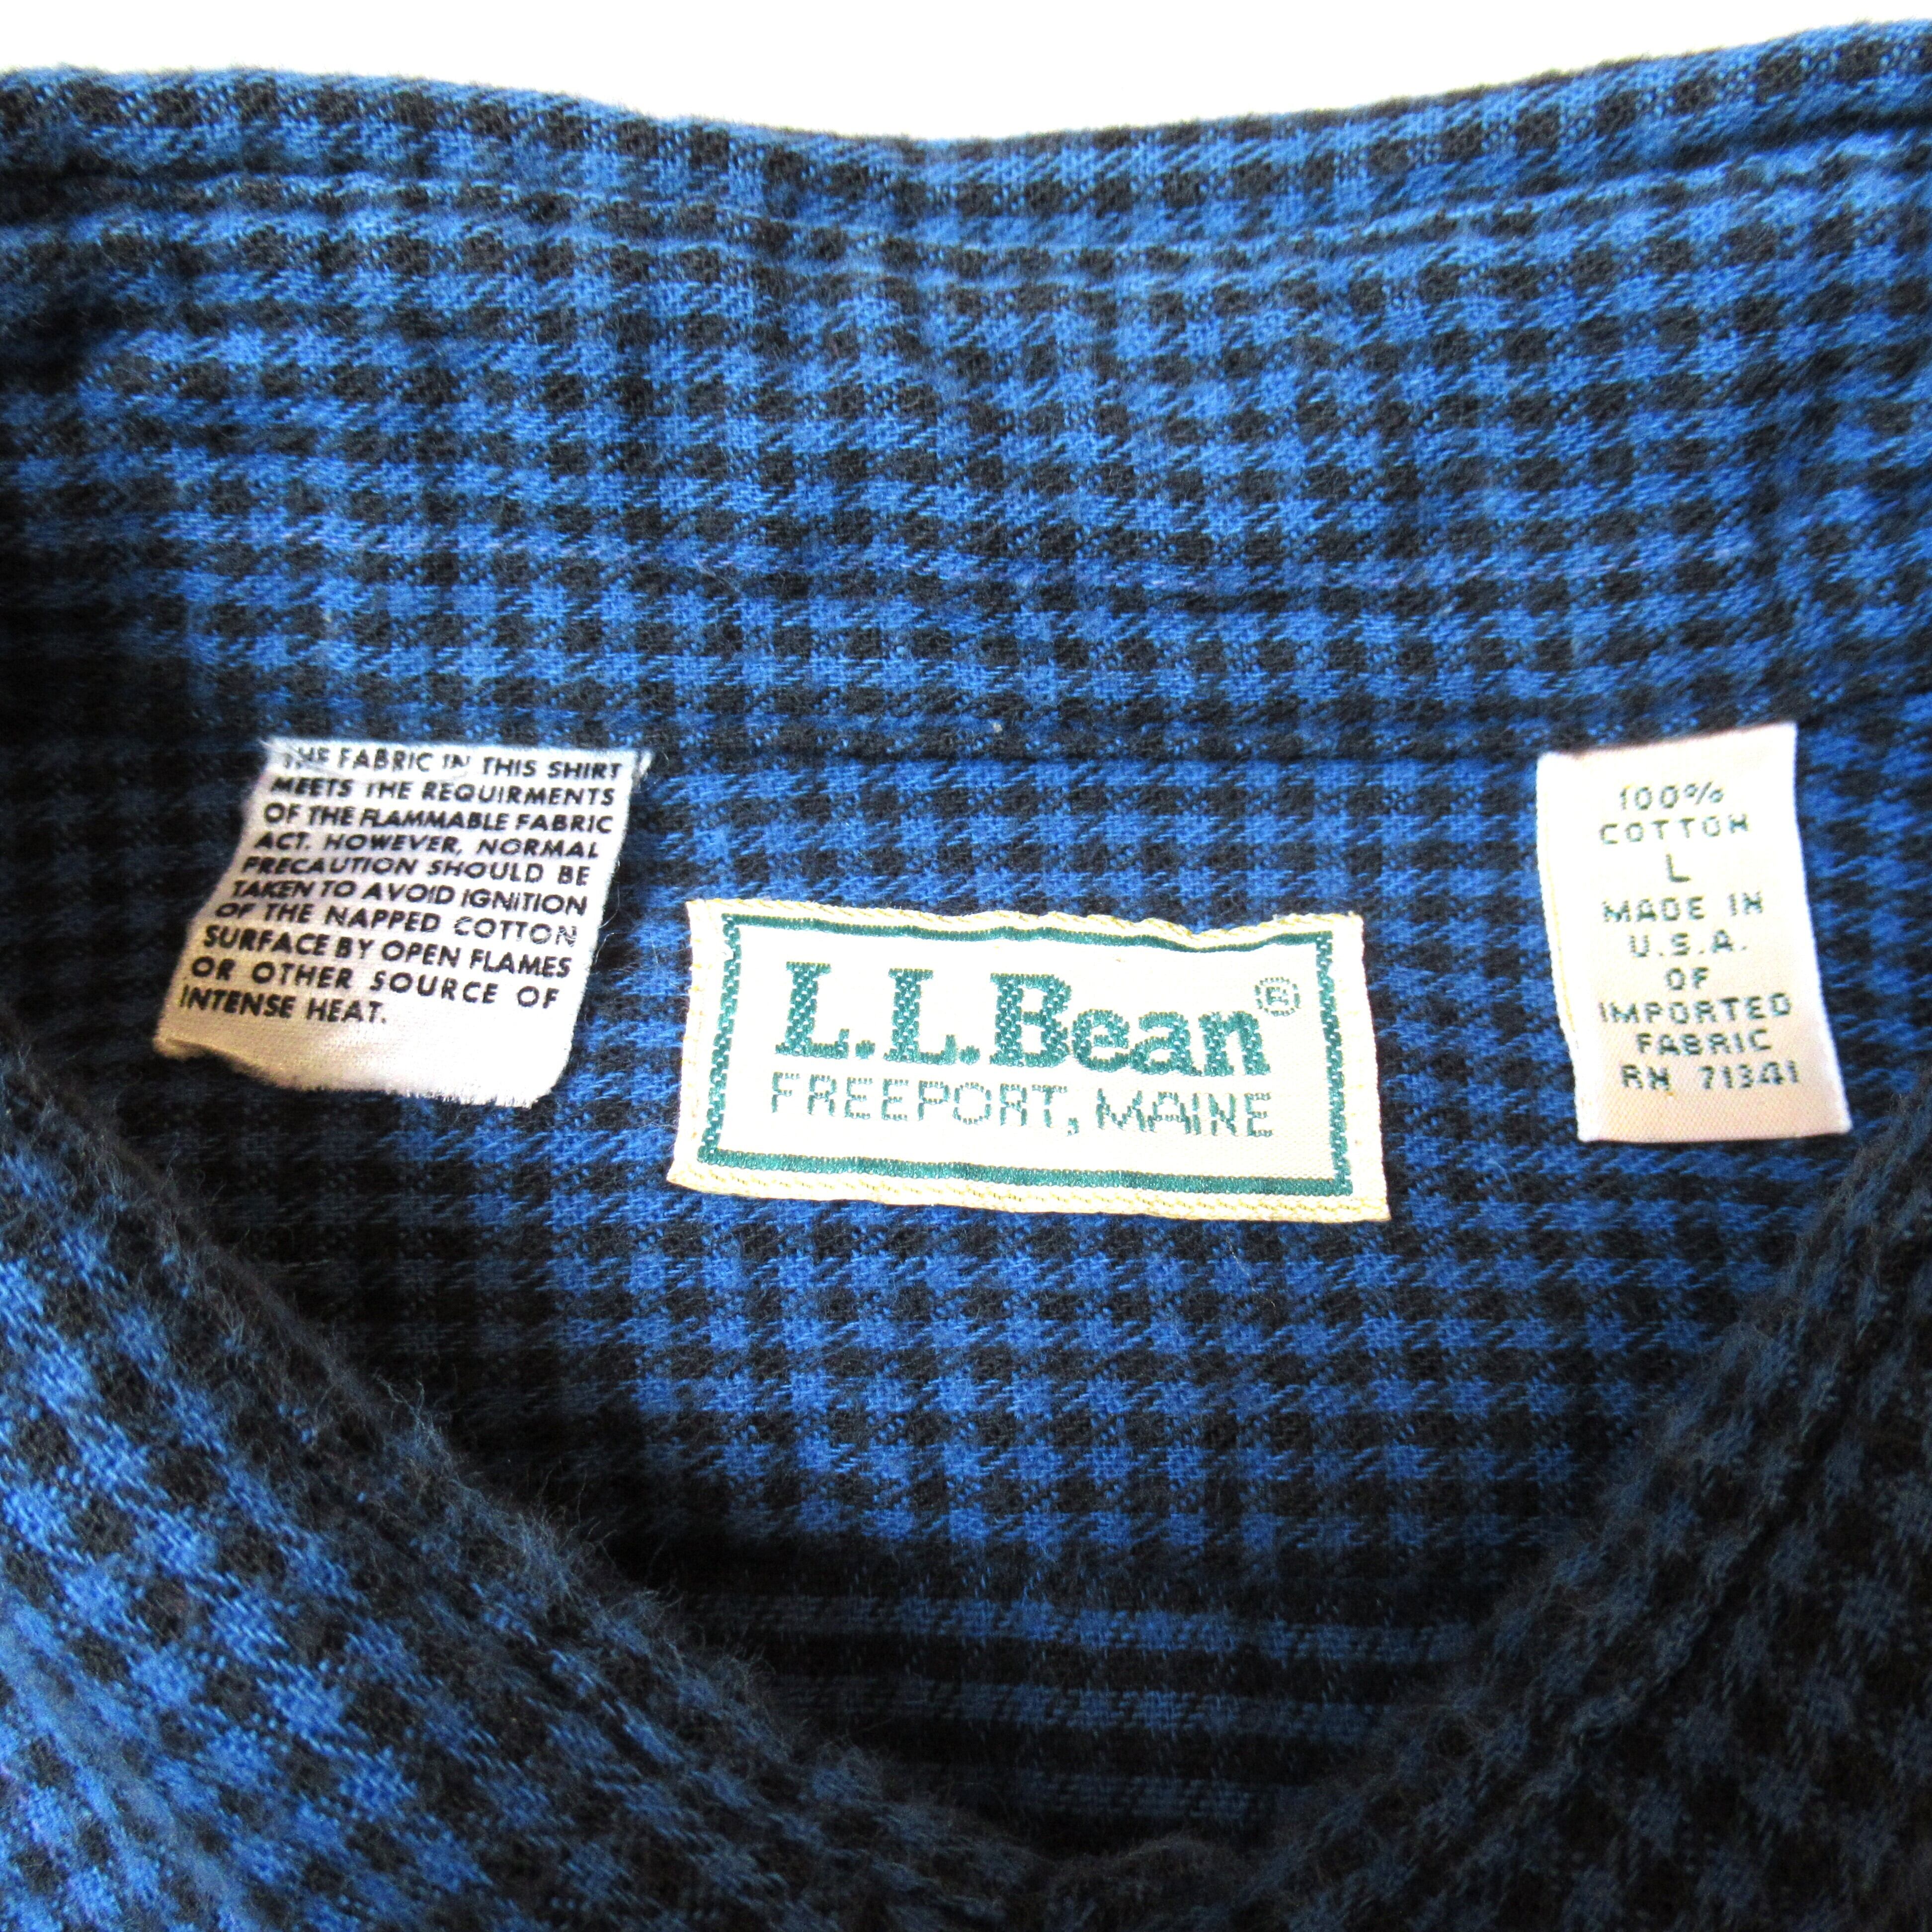 THE FABRIC IN THIS SHIRT
MEETS THE REQUIRMENTS
OF THE FLAMMABLE FABRIC
ACT. HOWEVER, NORMAL
PRECAUTION SHOULD BE
TAKEN TO AVOID IGNITION
OF THE NAPPED COTTON
SURFACE BY OPEN FLAMES
OR OTHER SOURCE OF
INTENSE HEAT.
L.L.Bean®
FREEPORT, MAINE
100%
COTTON
L
MADE IN
U.S.A.
OF
IMPORTED
FABRIC
RN 71341